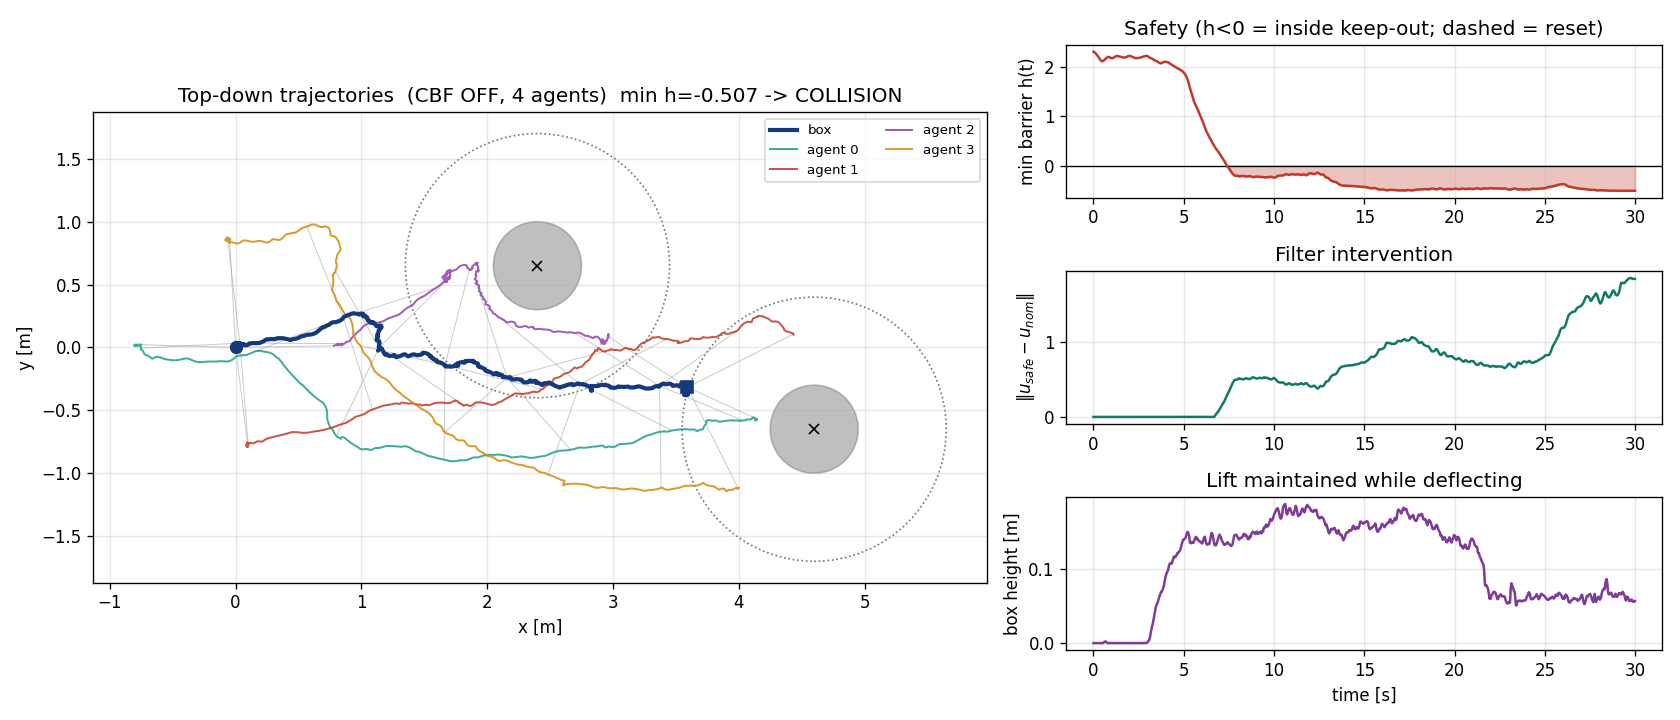 Top-down trajectories  (CBF OFF, 4 agents)  min h=-0.507 -> COLLISION
box
agent 0
agent 1
agent 2
agent 3
1.5
1.0
0.5
0.0
−0.5
−1.0
−1.5
y [m]
−1 0 1 2 3 4 5
x [m]
Safety (h<0 = inside keep-out; dashed = reset)
2
1
0
min barrier h(t)
0 5 10 15 20 25 30
Filter intervention
1
0
‖u_safe − u_nom‖
0 5 10 15 20 25 30
Lift maintained while deflecting
0.1
0.0
box height [m]
0 5 10 15 20 25 30
time [s]